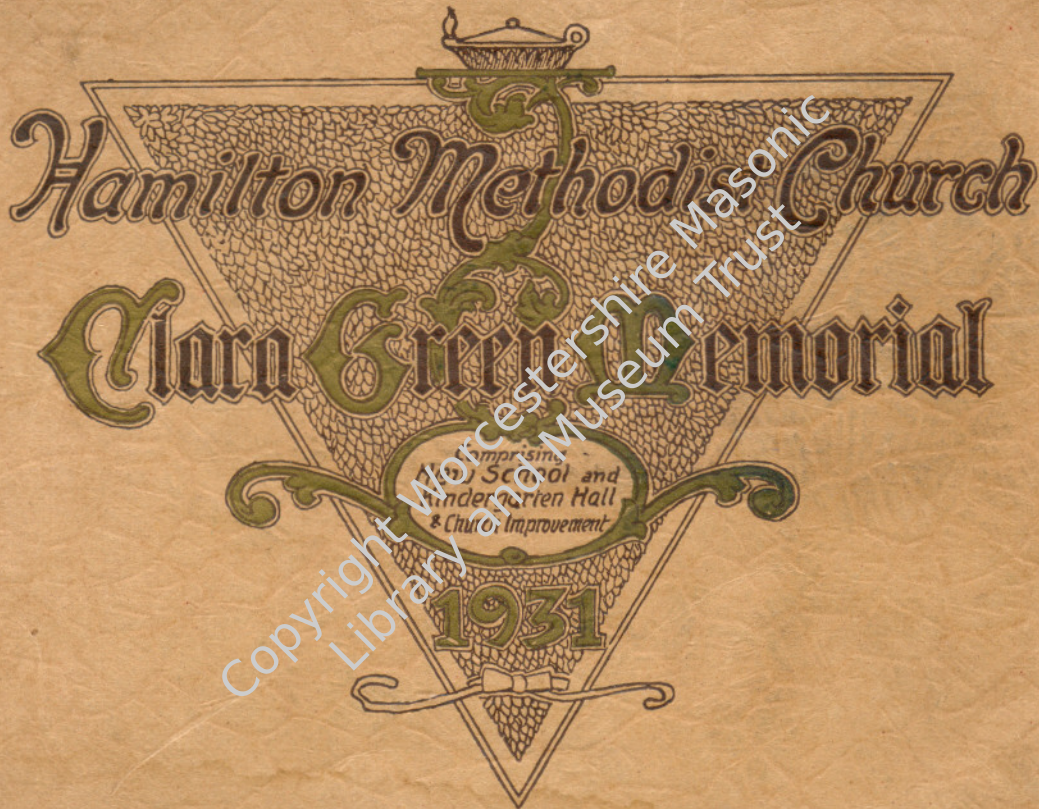 Hamilton Methodist Church
Clara Green Memorial
Comprising
New School and
Kindergarten Hall
& Church Improvement
1931
Copyright Worcestershire Masonic
Library and Museum Trust